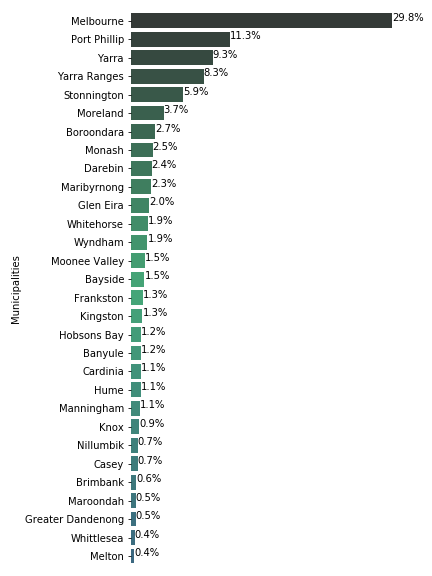 Municipalities
Melbourne 29.8%
Port Phillip 11.3%
Yarra 9.3%
Yarra Ranges 8.3%
Stonnington 5.9%
Moreland 3.7%
Boroondara 2.7%
Monash 2.5%
Darebin 2.4%
Maribyrnong 2.3%
Glen Eira 2.0%
Whitehorse 1.9%
Wyndham 1.9%
Moonee Valley 1.5%
Bayside 1.5%
Frankston 1.3%
Kingston 1.3%
Hobsons Bay 1.2%
Banyule 1.2%
Cardinia 1.1%
Hume 1.1%
Manningham 1.1%
Knox 0.9%
Nillumbik 0.7%
Casey 0.7%
Brimbank 0.6%
Maroondah 0.5%
Greater Dandenong 0.5%
Whittlesea 0.4%
Melton 0.4%